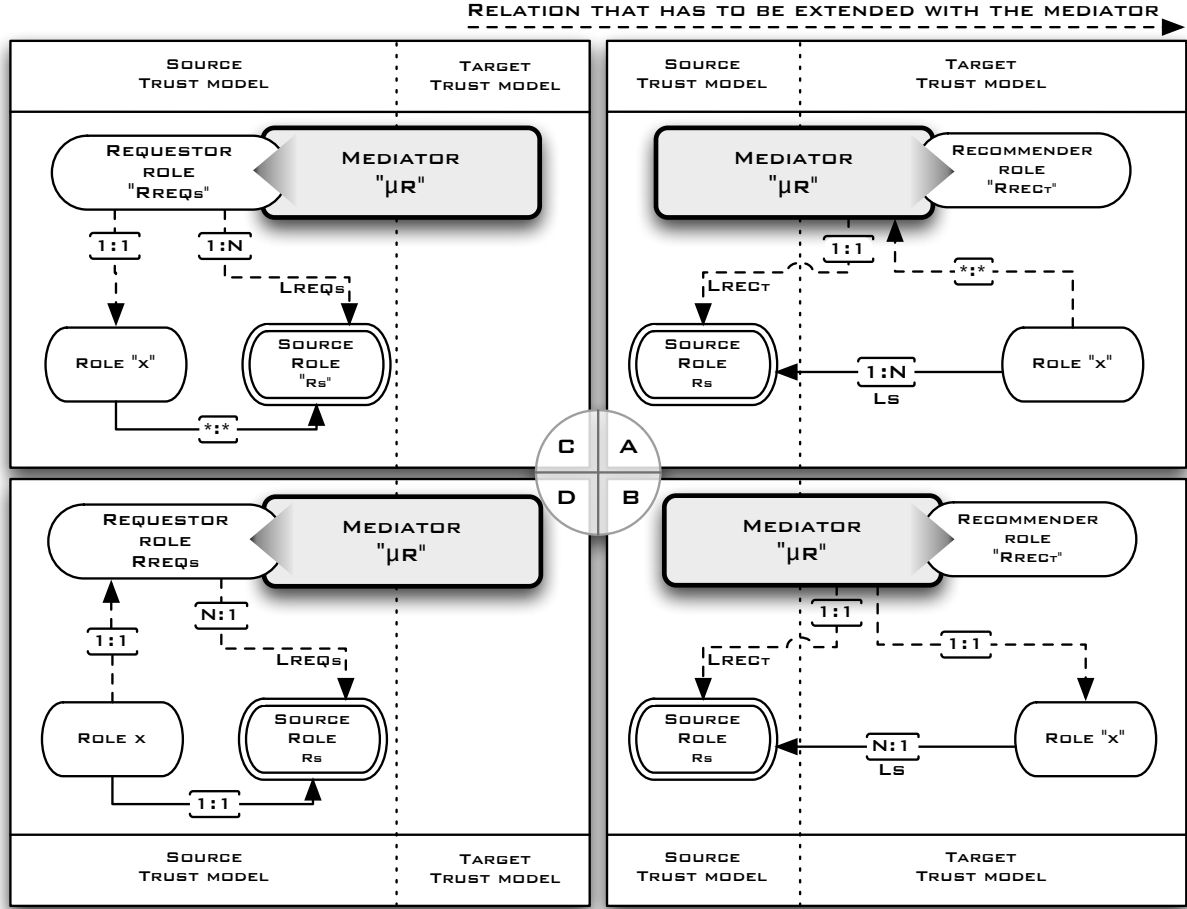 Relation that has to be extended with the mediator
Source
Trust model
Target
Trust model
Requestor
role
"RREQs"
Mediator
"μR"
1:1
1:N
LREQs
Role "x"
Source
Role
"Rs"
*:*
C
Source
Trust model
Target
Trust model
Mediator
"μR"
Recommender
role
"RRECT"
1:1
LRECT
*:*
Source
Role
Rs
1:N
Ls
Role "x"
A
D
B
Requestor
role
RREQs
Mediator
"μR"
1:1
N:1
LREQs
Role x
Source
Role
Rs
1:1
Source
Trust model
Target
Trust model
Mediator
"μR"
Recommender
role
"RRECT"
1:1
LRECT
1:1
Source
Role
Rs
N:1
Ls
Role "x"
Source
Trust model
Target
Trust model